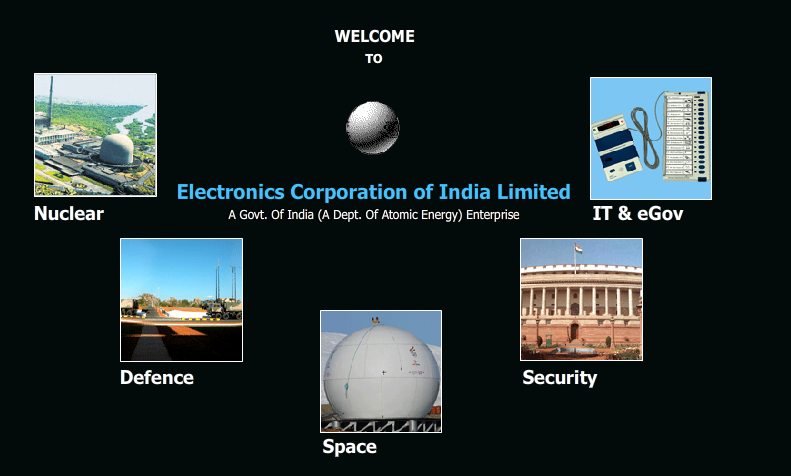 WELCOME
TO
Electronics Corporation of India Limited
A Govt. Of India (A Dept. Of Atomic Energy) Enterprise
Nuclear
IT & eGov
Defence
Security
Space